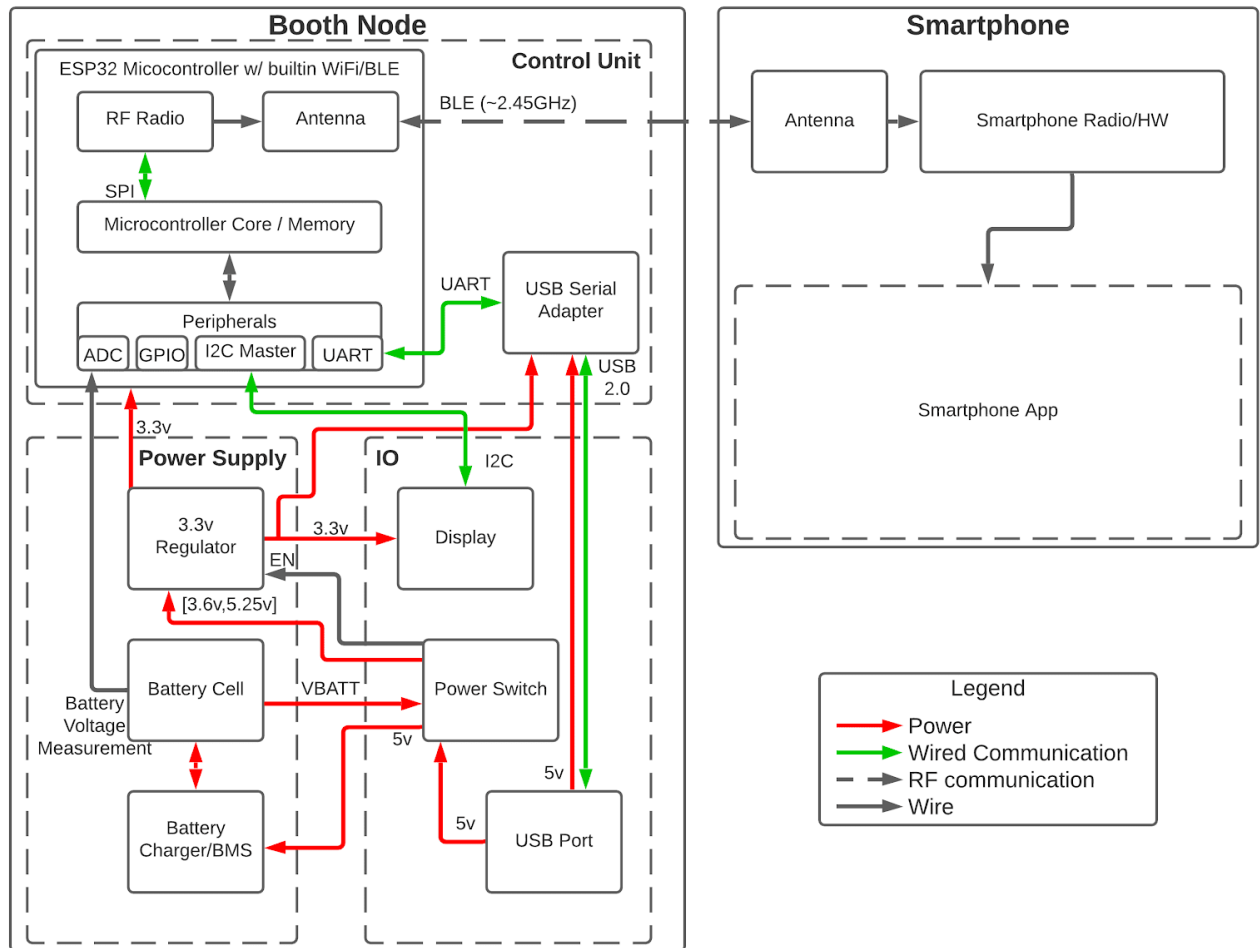 Booth Node
Smartphone
Control Unit
ESP32 Micocontroller w/ builtin WiFi/BLE
RF Radio
Antenna
BLE (~2.45GHz)
Antenna
Smartphone Radio/HW
SPI
Microcontroller Core / Memory
UART
USB Serial
Adapter
Peripherals
ADC
GPIO
I2C Master
UART
USB
2.0
3.3v
Power Supply
IO
I2C
Smartphone App
3.3v
Regulator
3.3v
Display
EN
[3.6v,5.25v]
Battery Cell
VBATT
Power Switch
Battery
Voltage
Measurement
5v
5v
5v
Battery
Charger/BMS
USB Port
Legend
Power
Wired Communication
RF communication
Wire